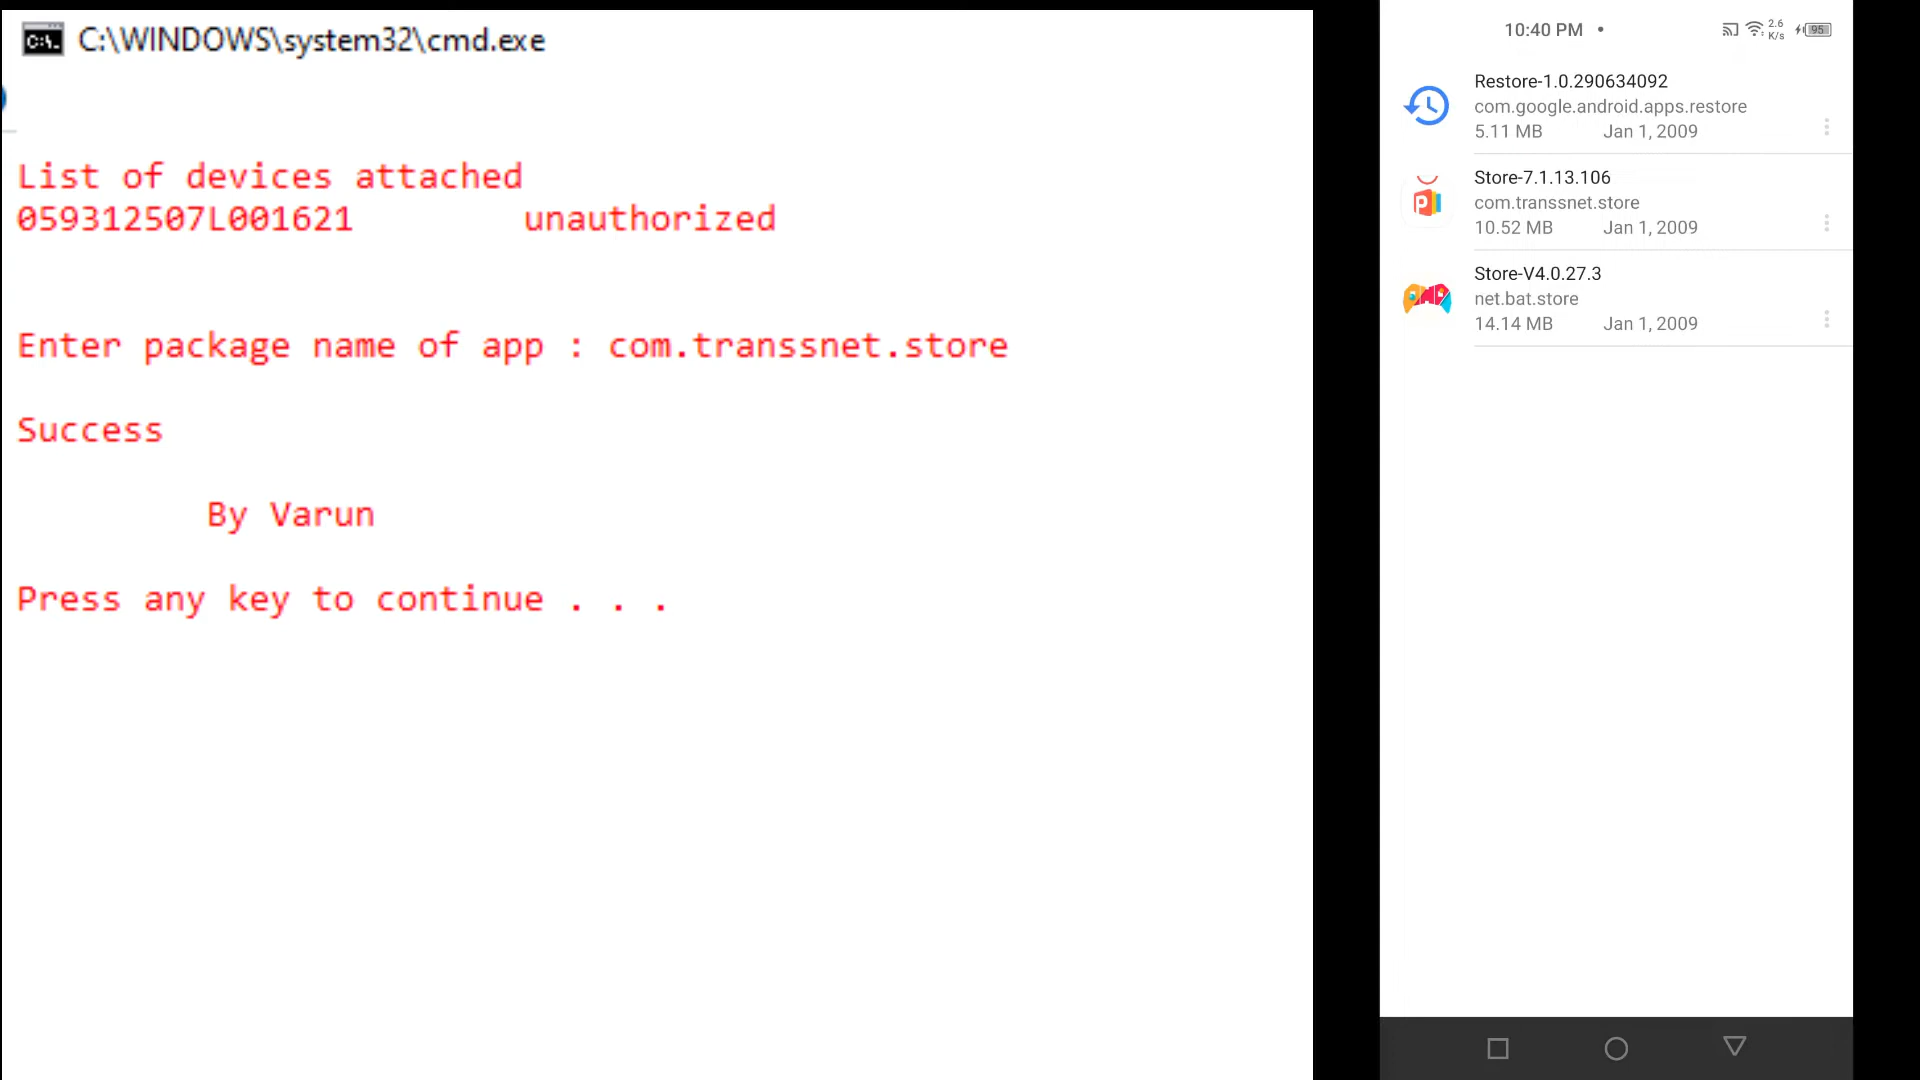 C:\WINDOWS\system32\cmd.exe
List of devices attached
059312507L001621 unauthorized
Enter package name of app : com.transsnet.store
Success
By Varun
Press any key to continue . . .
10:40 PM • 2.6 K/s 95
Restore-1.0.290634092
com.google.android.apps.restore
5.11 MB Jan 1, 2009
Store-7.1.13.106
com.transsnet.store
10.52 MB Jan 1, 2009
Store-V4.0.27.3
net.bat.store
14.14 MB Jan 1, 2009